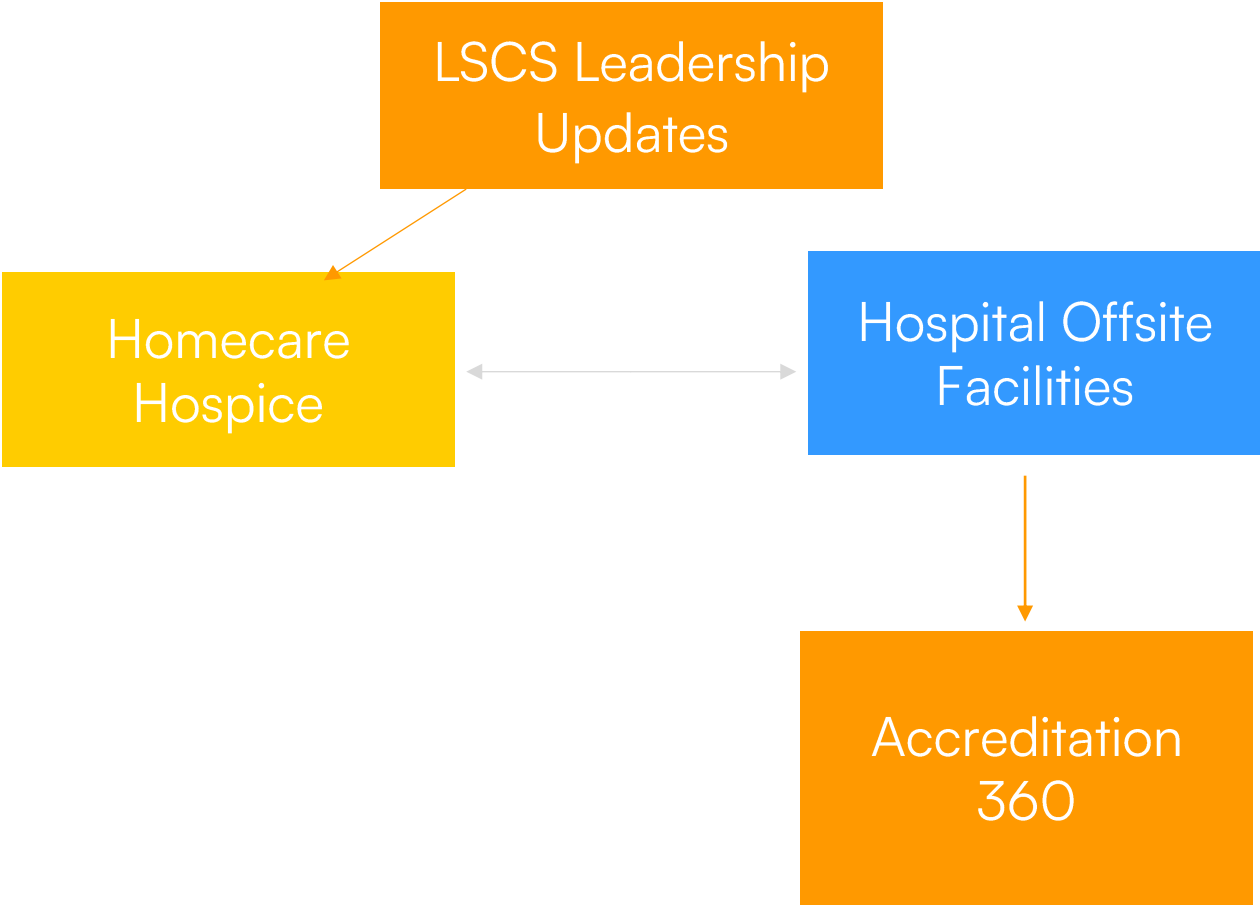 LSCS Leadership
Updates
Homecare
Hospice
Hospital Offsite
Facilities
Accreditation
360